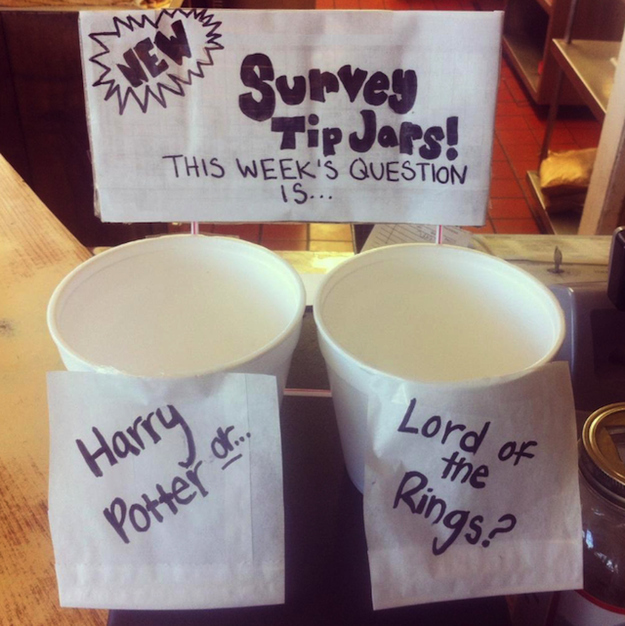 NEW
Survey
Tip Jars!
THIS WEEK'S QUESTION
IS...
Harry
Potter or...
Lord of
the
Rings?